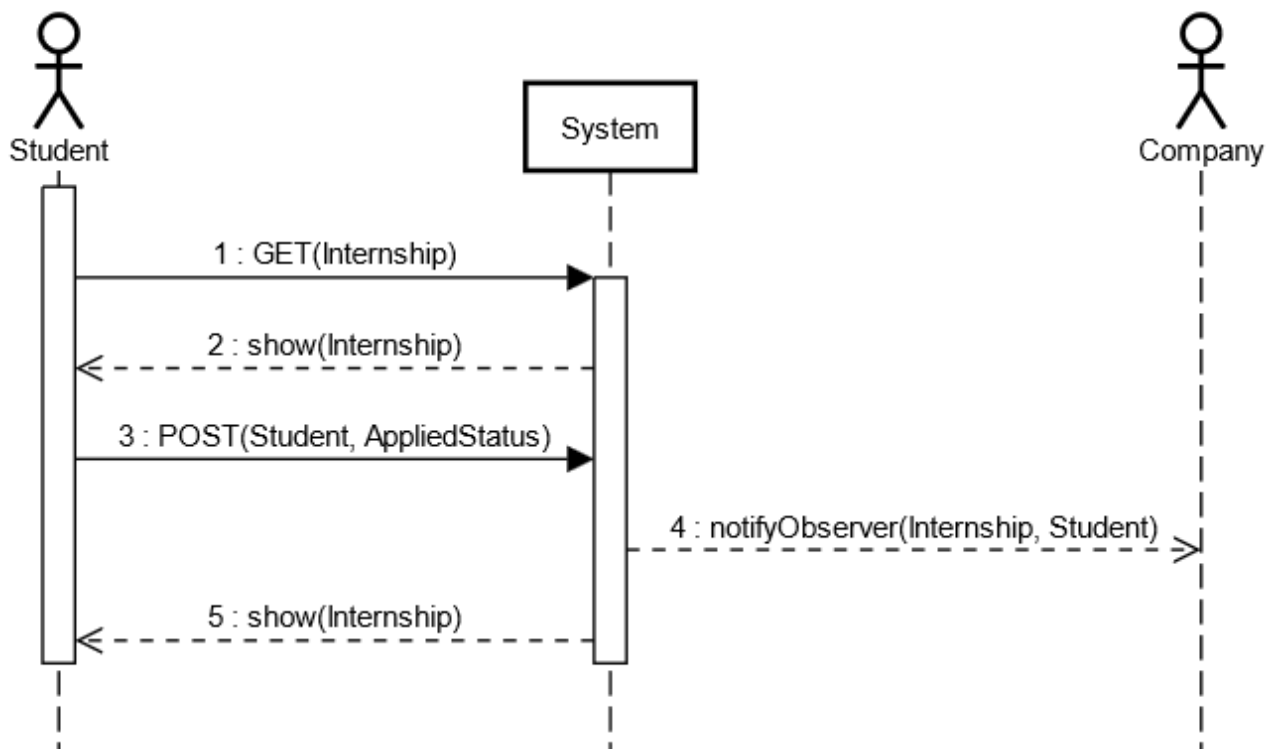 Student
System
Company
1 : GET(Internship)
2 : show(Internship)
3 : POST(Student, AppliedStatus)
4 : notifyObserver(Internship, Student)
5 : show(Internship)